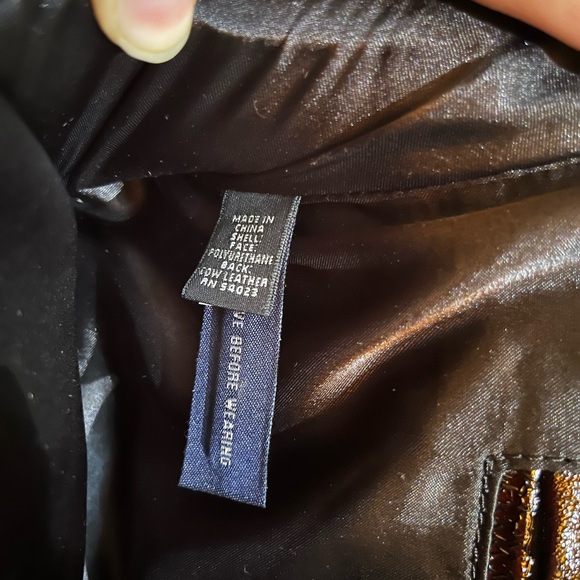 MADE IN
CHINA
SHELL:
FACE:
POLYURETHANE
BACK:
COW LEATHER
RN 54023
BEFORE WEARING